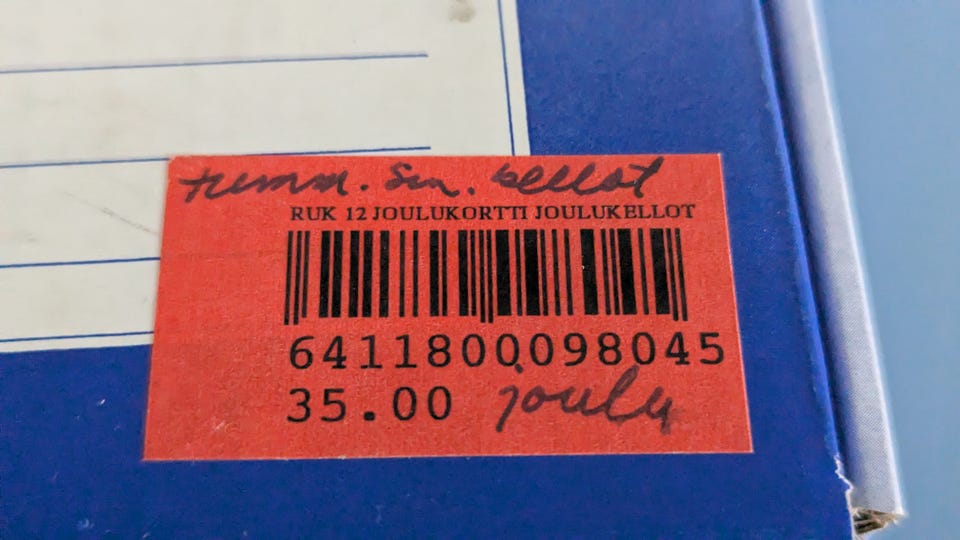 tumm. sin. kellot
RUK 12 JOULUKORTTI JOULUKELLOT
6411800098045
35.00 joulu